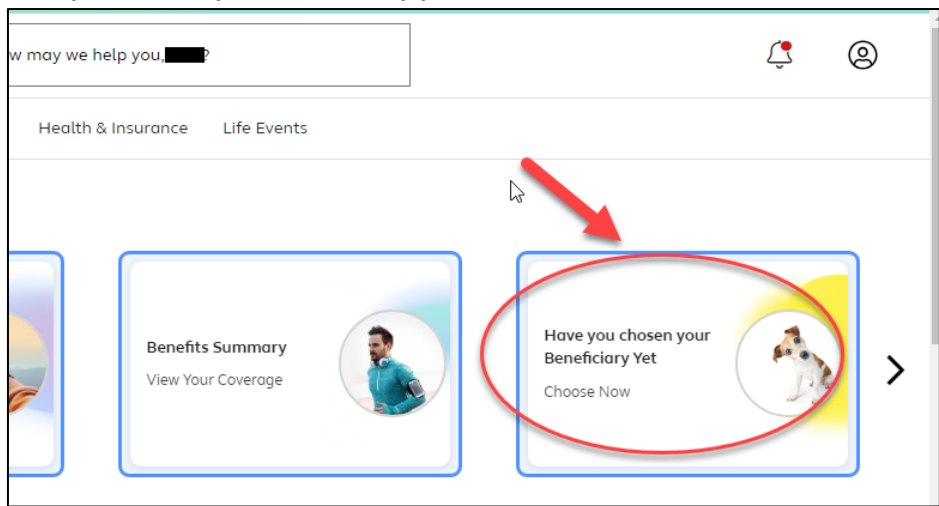 w may we help you, ?
Health & Insurance Life Events
Benefits Summary
View Your Coverage
Have you chosen your
Beneficiary Yet
Choose Now